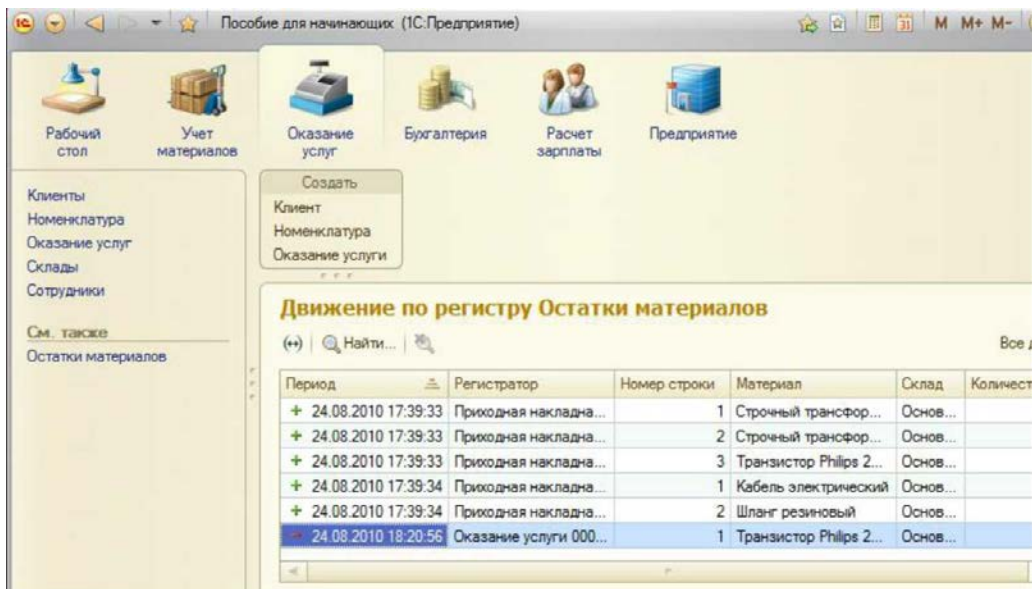 Пособие для начинающих (1С:Предприятие)
M M+ M-
Рабочий стол
Учет материалов
Оказание услуг
Бухгалтерия
Расчет зарплаты
Предприятие
Клиенты
Номенклатура
Оказание услуг
Склады
Сотрудники
См. также
Остатки материалов
Создать
Клиент
Номенклатура
Оказание услуги
Движение по регистру Остатки материалов
Найти...
Все
Период Регистратор Номер строки Материал Склад Количест
24.08.2010 17:39:33 Приходная накладна... 1 Строчный трансфор... Основ...
24.08.2010 17:39:33 Приходная накладна... 2 Строчный трансфор... Основ...
24.08.2010 17:39:33 Приходная накладна... 3 Транзистор Philips 2... Основ...
24.08.2010 17:39:34 Приходная накладна... 1 Кабель электрический Основ...
24.08.2010 17:39:34 Приходная накладна... 2 Шланг резиновый Основ...
24.08.2010 18:20:56 Оказание услуги 000... 1 Транзистор Philips 2... Основ...